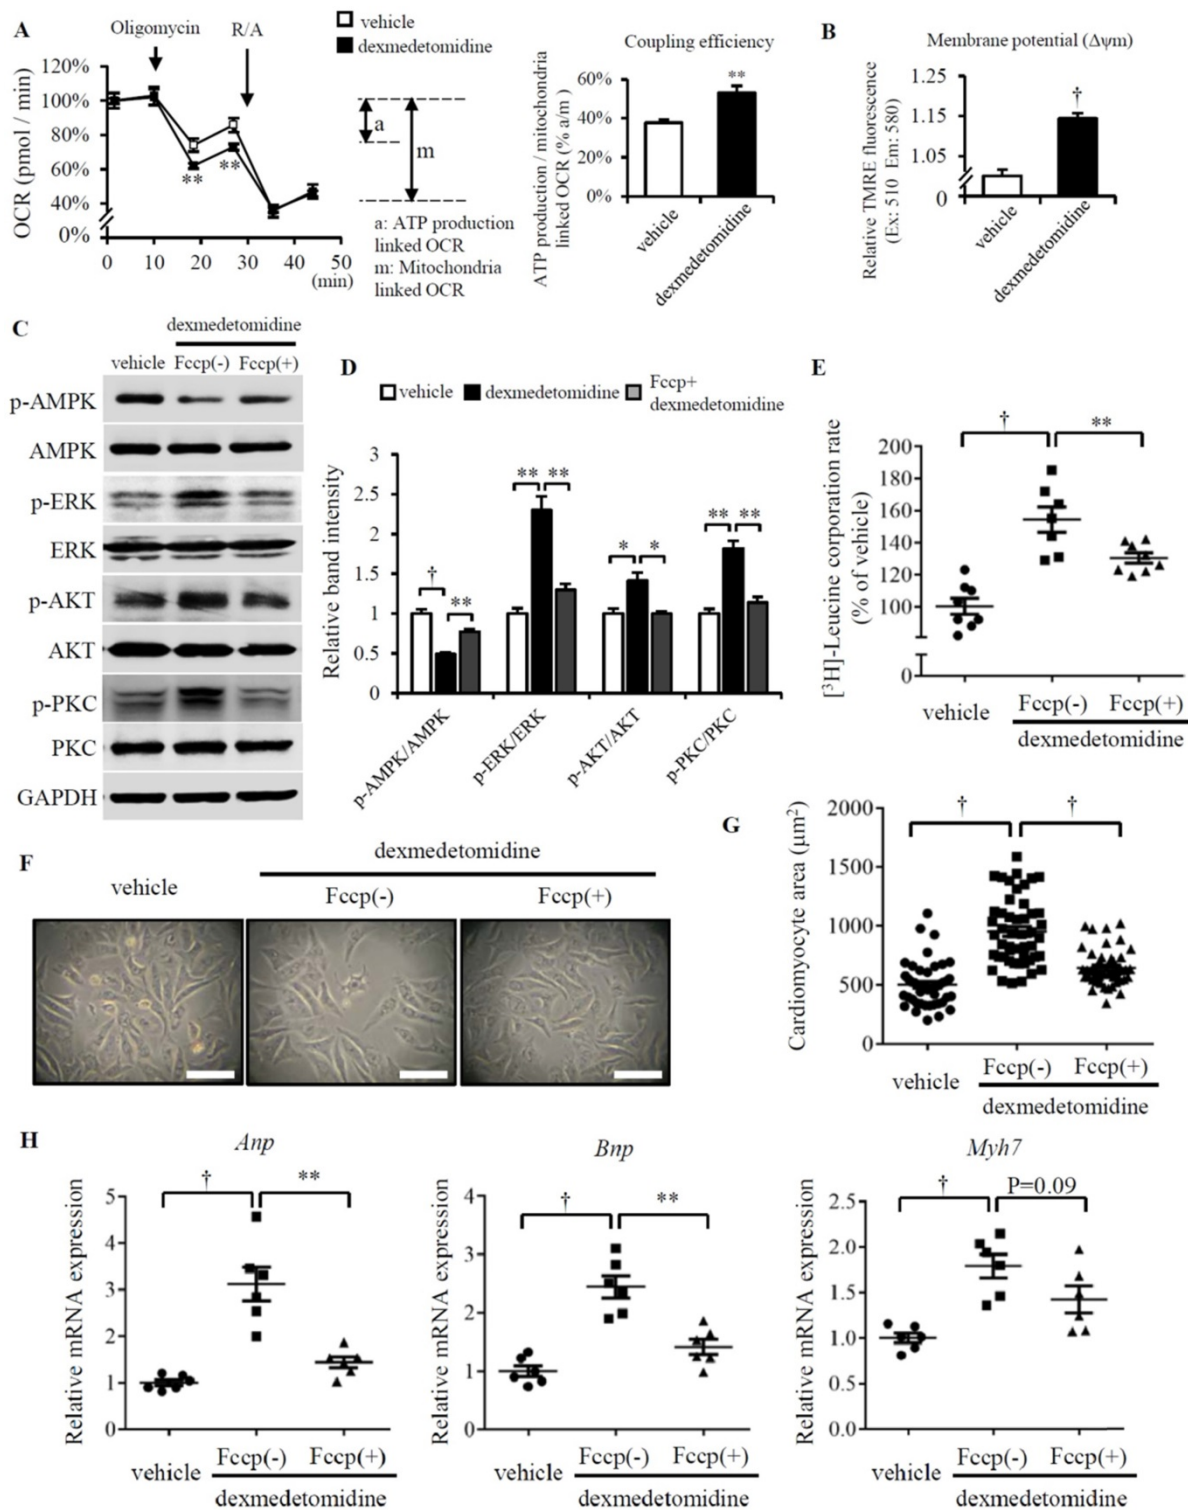 A
Oligomycin
R/A
vehicle
dexmedetomidine
OCR (pmol / min)
120%
100%
80%
60%
40%
20%
0%
**
**
0
10
20
30
40
50
(min)
a
m
a: ATP production
linked OCR
m: Mitochondria
linked OCR
Coupling efficiency
ATP production / mitochondria
linked OCR (% a/m )
60%
40%
20%
0%
**
vehicle
dexmedetomidine
B
Membrane potential (Δψm)
Relative TMRE fluorescence
(Ex: 510 Em: 580)
1.25
1.15
1.05
0
†
vehicle
dexmedetomidine
C
dexmedetomidine
vehicle Fccp(-) Fccp(+)
p-AMPK
AMPK
p-ERK
ERK
p-AKT
AKT
p-PKC
PKC
GAPDH
D
vehicle
dexmedetomidine
Fccp+
dexmedetomidine
Relative band intensity
3
2.5
2
1.5
1
0.5
0
†
**
** **
* *
** **
p-AMPK/AMPK
p-ERK/ERK
p-AKT/AKT
p-PKC/PKC
E
[³H]-Leucine corporation rate
(% of vehicle)
200
180
160
140
120
100
0
† **
vehicle
Fccp(-) Fccp(+)
dexmedetomidine
F
dexmedetomidine
vehicle
Fccp(-)
Fccp(+)
G
Cardiomyocyte area (μm²)
2000
1500
1000
500
0
† †
vehicle
Fccp(-) Fccp(+)
dexmedetomidine
H
Anp
Relative mRNA expression
5
4
3
2
1
0
† **
vehicle
Fccp(-) Fccp(+)
dexmedetomidine
Bnp
Relative mRNA expression
4
3
2
1
0
† **
vehicle
Fccp(-) Fccp(+)
dexmedetomidine
Myh7
Relative mRNA expression
2.5
2.0
1.5
1.0
0.5
0.0
† P=0.09
vehicle
Fccp(-) Fccp(+)
dexmedetomidine